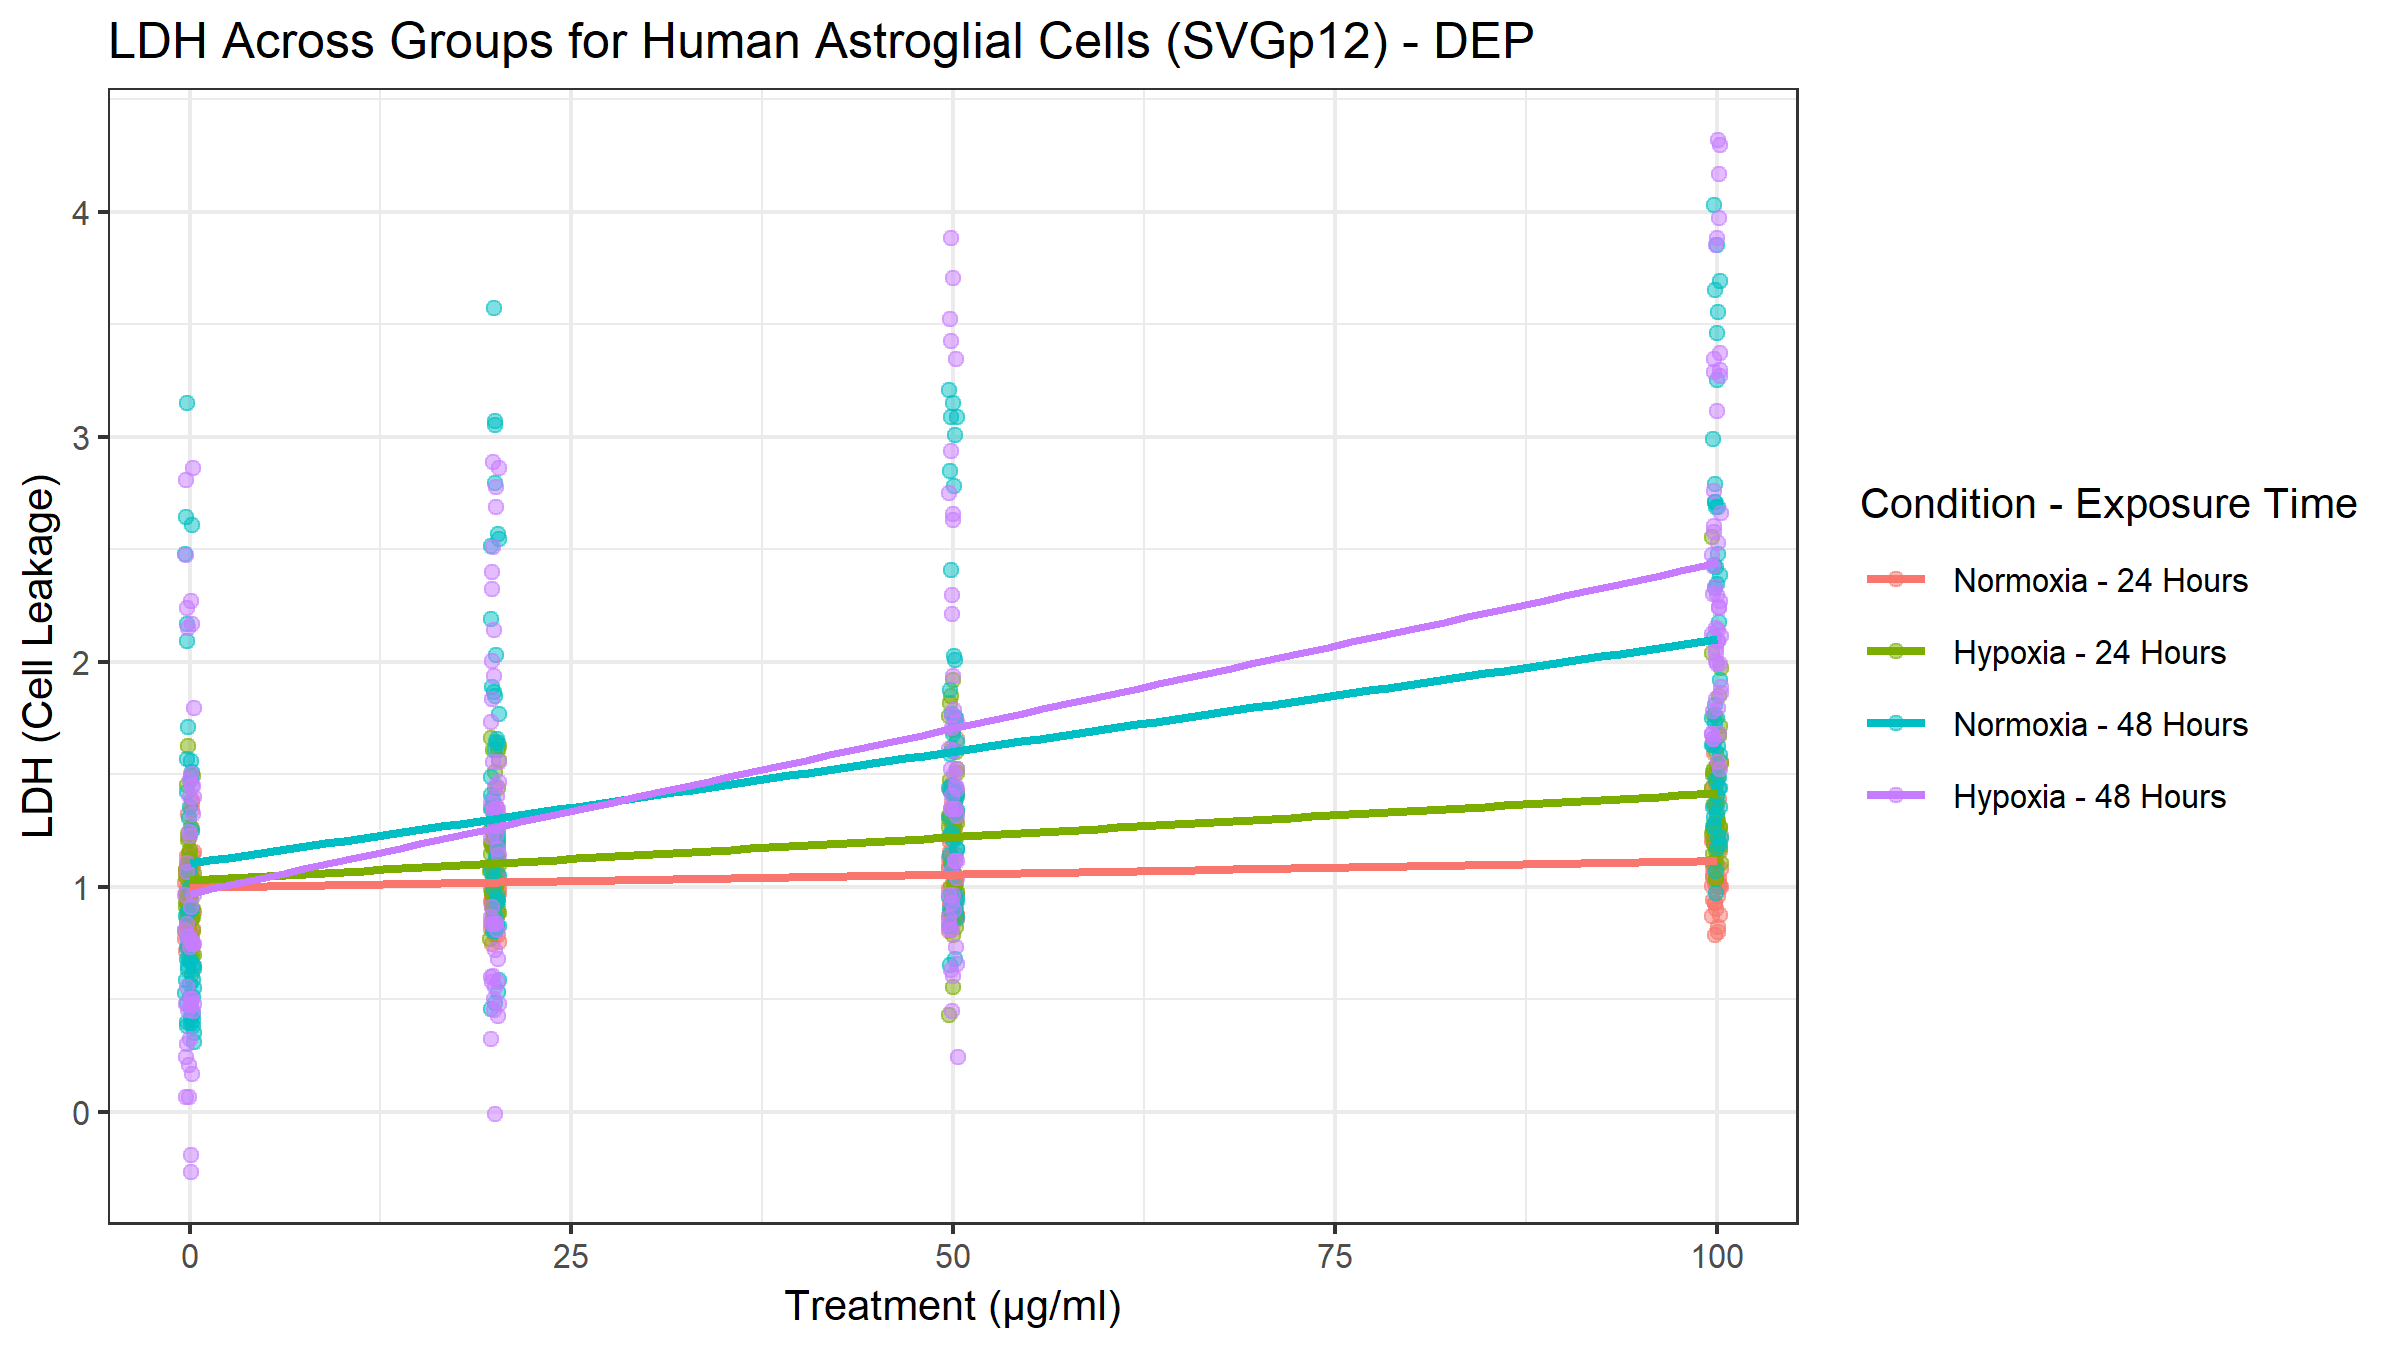 LDH Across Groups for Human Astroglial Cells (SVGp12) - DEP
LDH (Cell Leakage)
4
3
2
1
0
0 25 50 75 100
Treatment (µg/ml)
Condition - Exposure Time
Normoxia - 24 Hours
Hypoxia - 24 Hours
Normoxia - 48 Hours
Hypoxia - 48 Hours